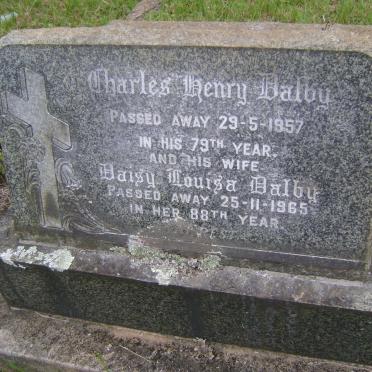 Charles Henry Dalby
PASSED AWAY 29-5-1957
IN HIS 79TH YEAR
AND HIS WIFE
Daisy Louisa Dalby
PASSED AWAY 25-11-1965
IN HER 88TH YEAR